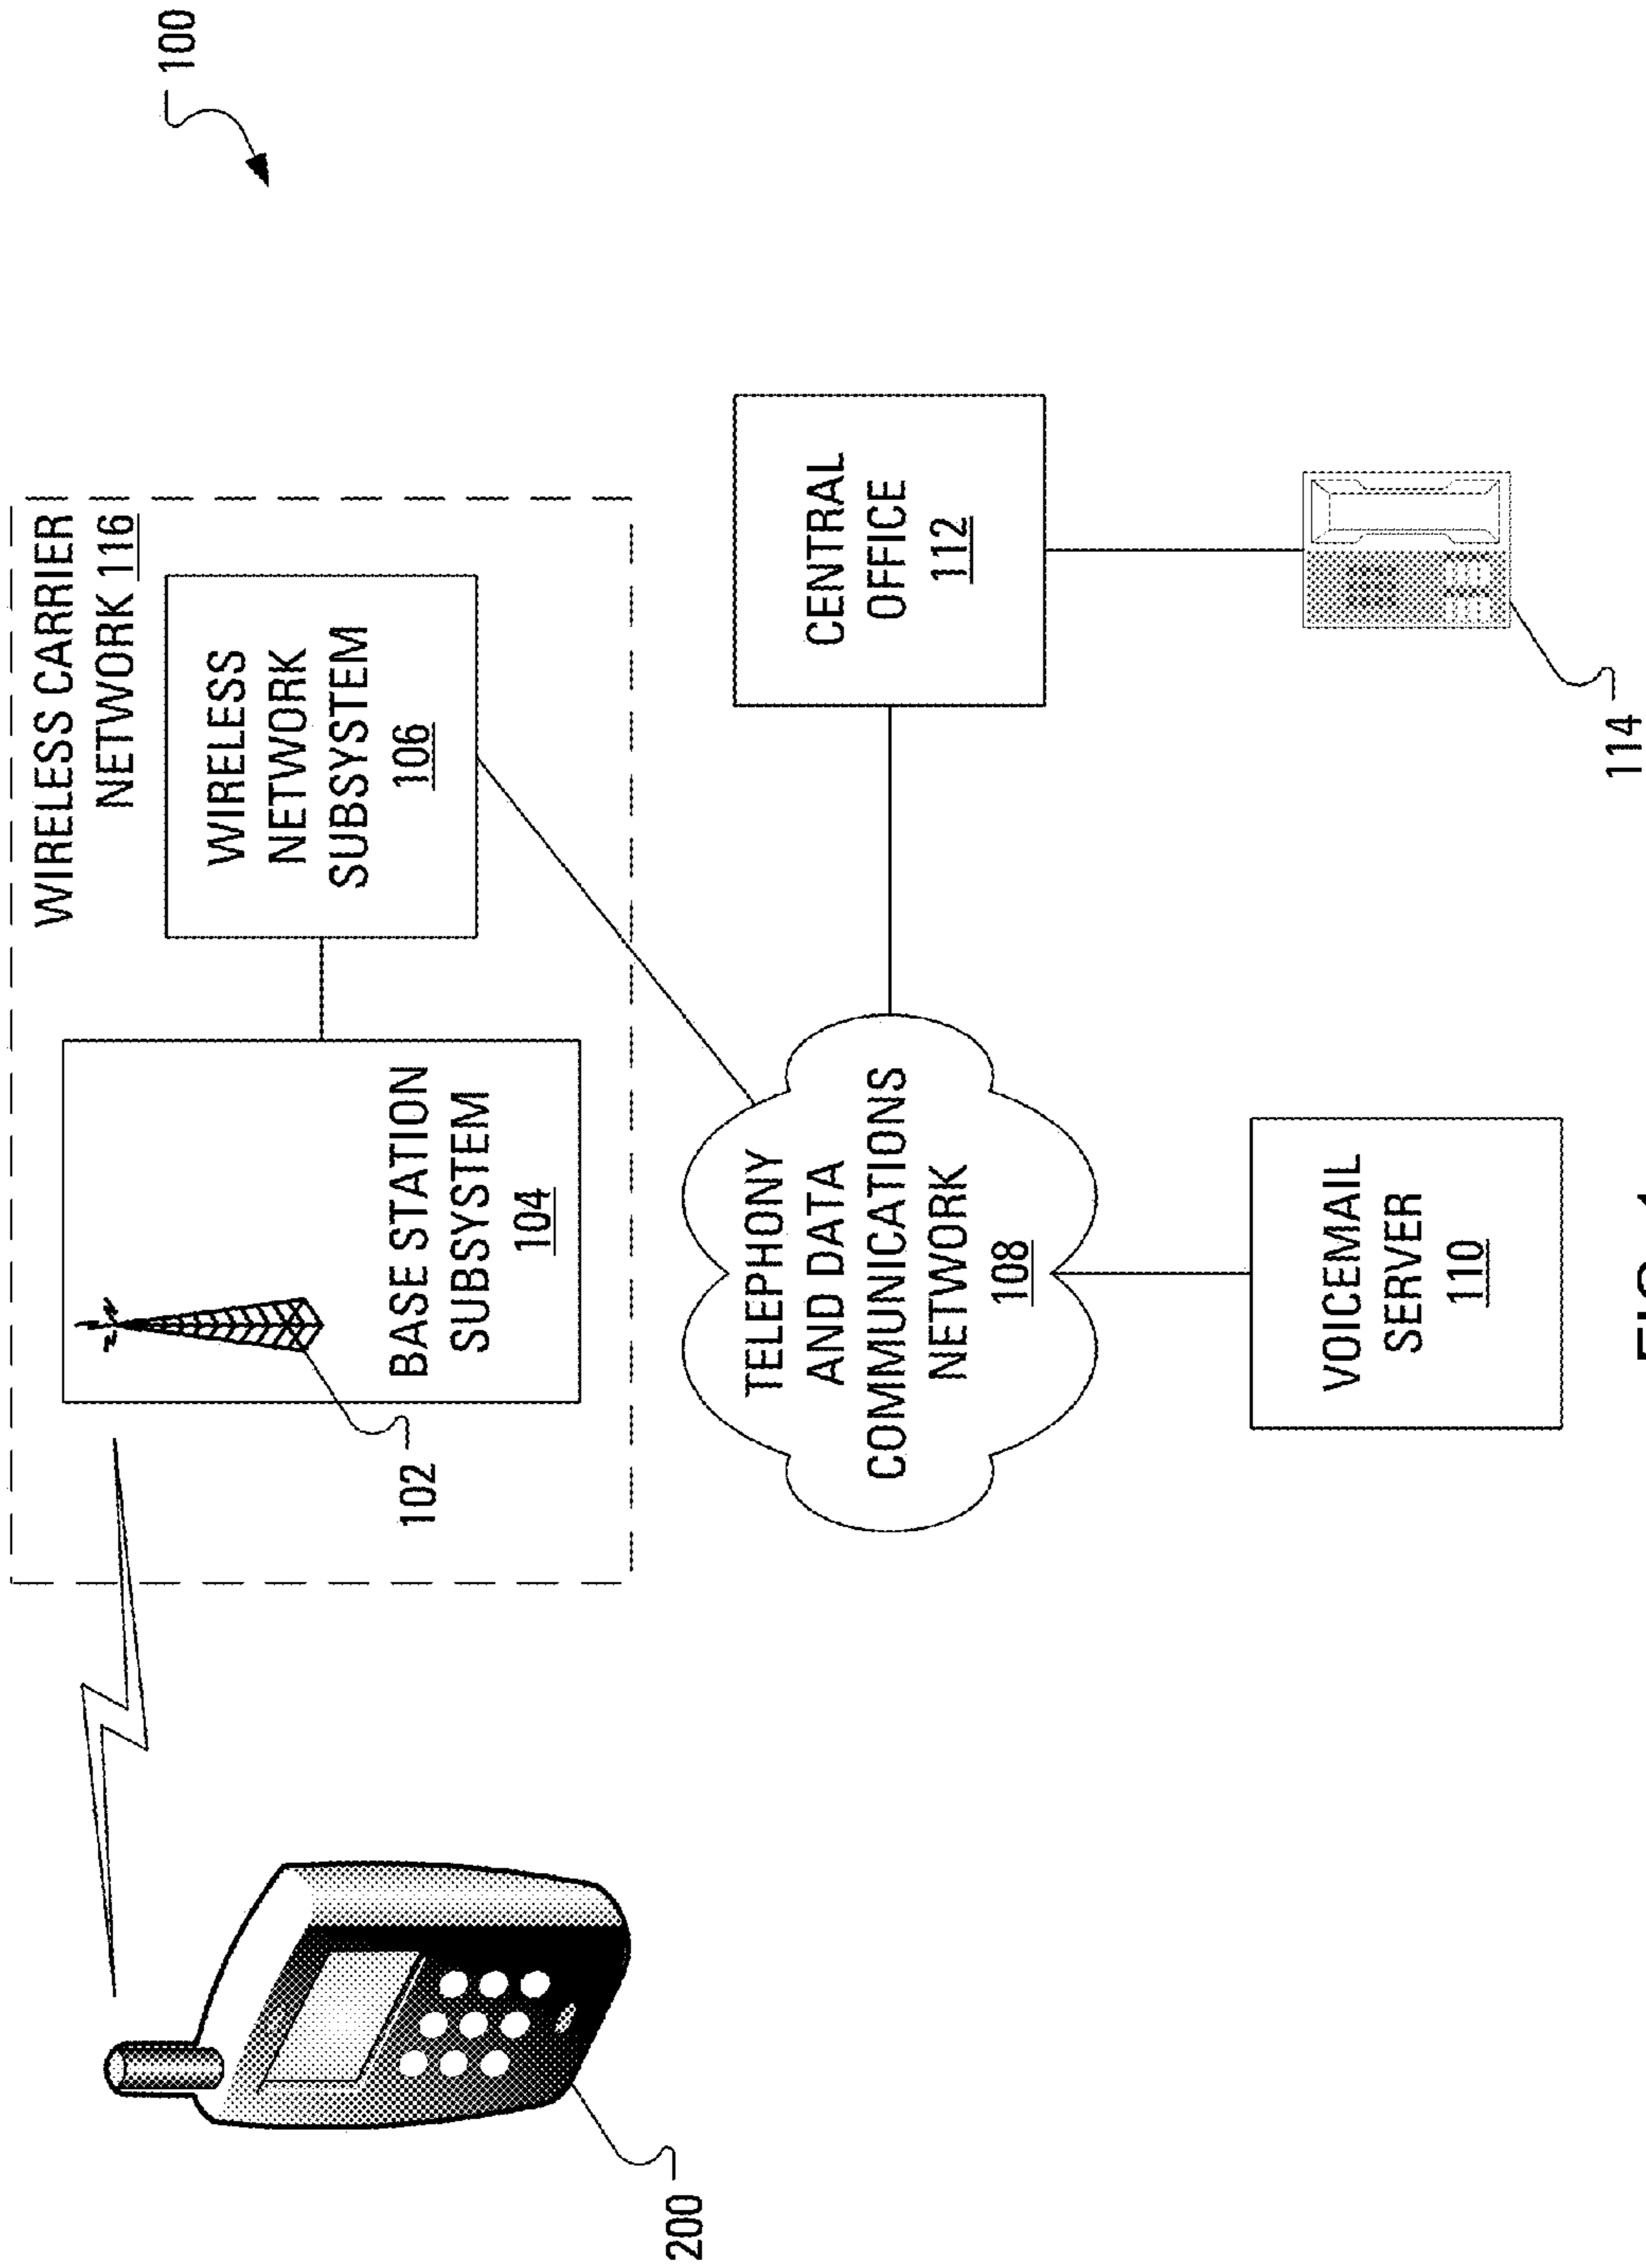 100
WIRELESS CARRIER
NETWORK 116
WIRELESS
NETWORK
SUBSYSTEM
106
BASE STATION
SUBSYSTEM
104
102
200
TELEPHONY
AND DATA
COMMUNICATIONS
NETWORK
108
CENTRAL
OFFICE
112
VOICEMAIL
SERVER
110
114